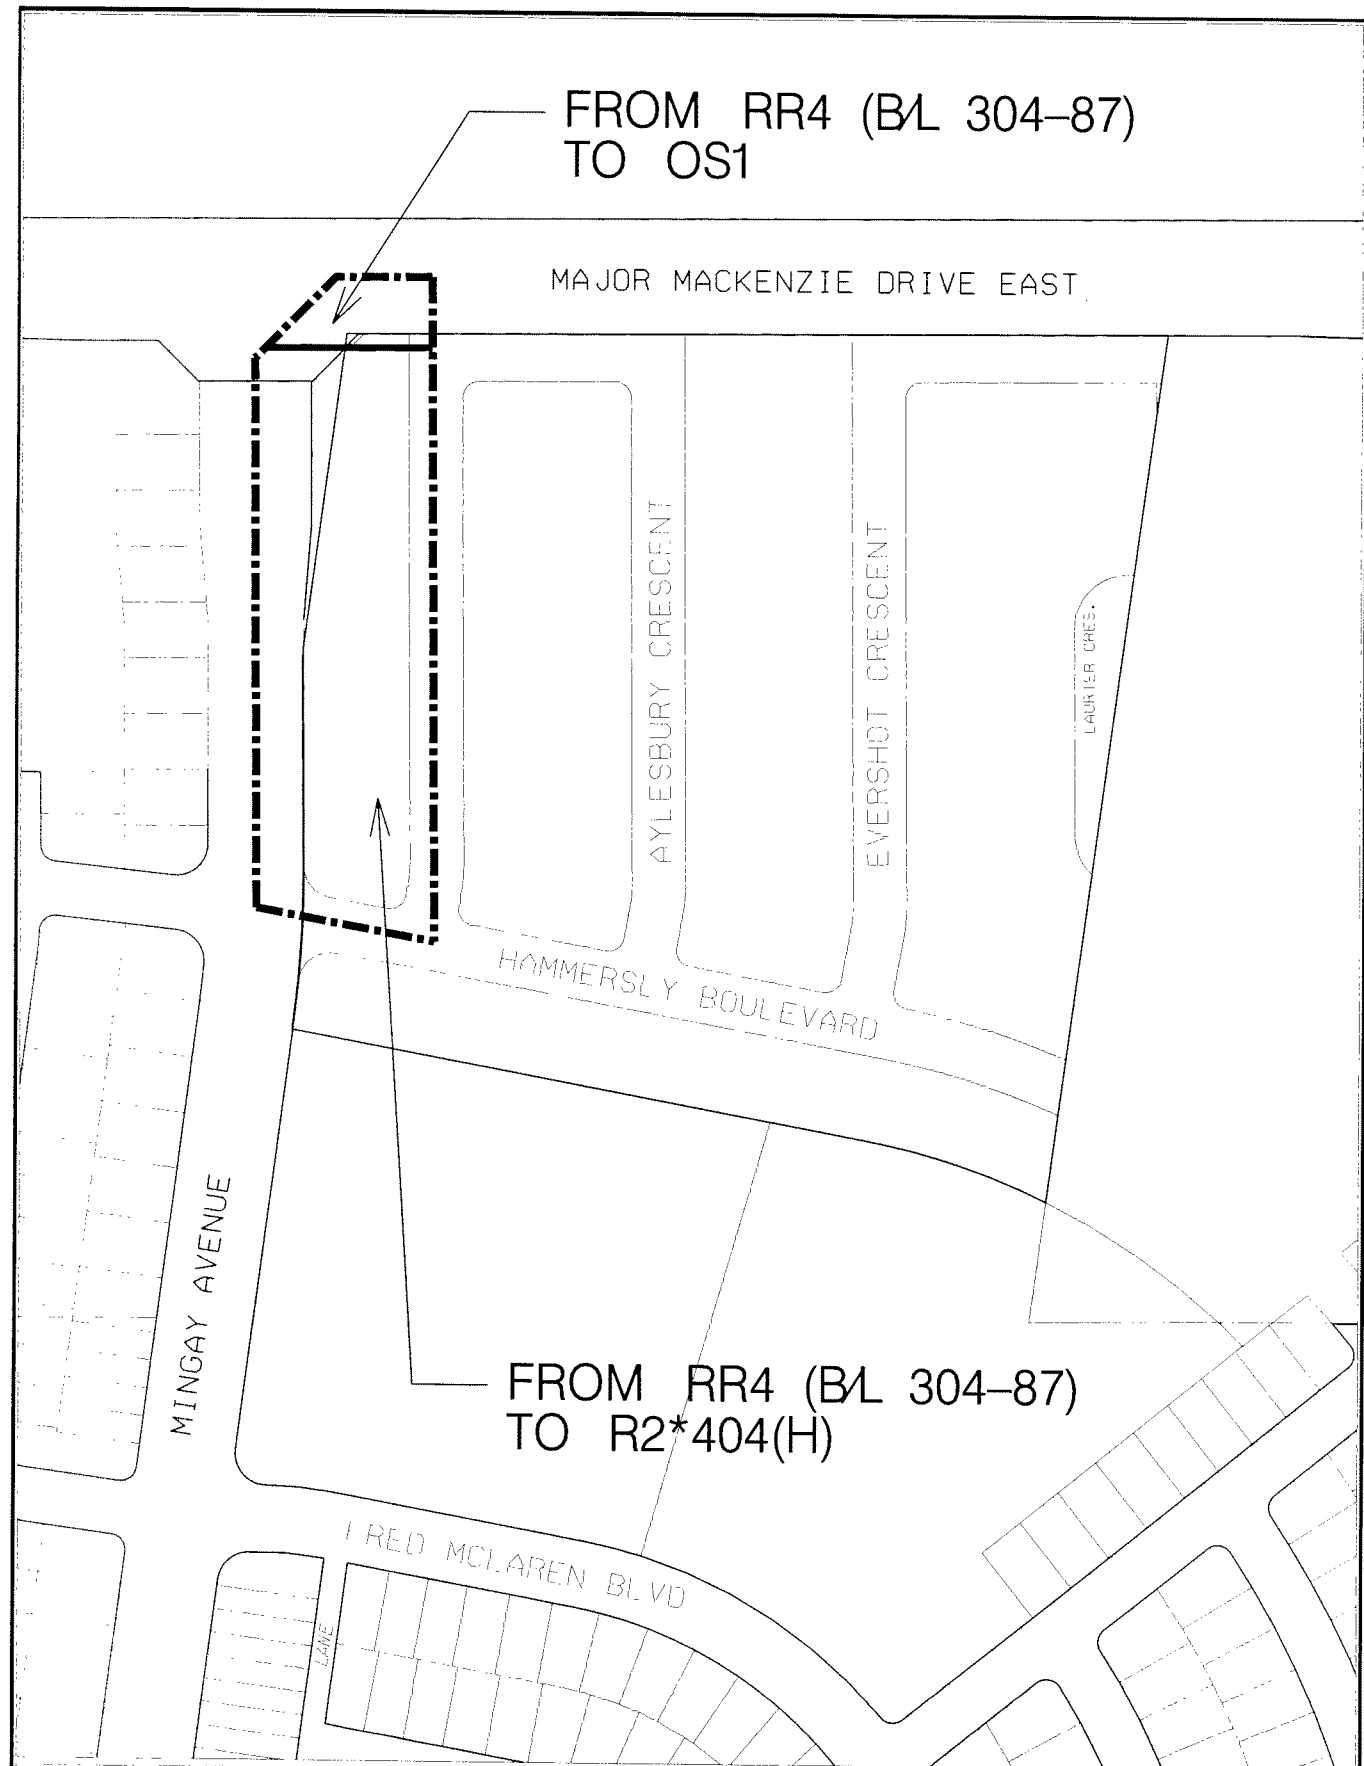 FROM RR4 (B/L 304-87)
TO OS1
MAJOR MACKENZIE DRIVE EAST
AYLESBURY CRESCENT
EVERSHOT CRESCENT
LAURIER CRES.
HAMMERSLY BOULEVARD
MINGAY AVENUE
FROM RR4 (B/L 304-87)
TO R2*404(H)
FRED MCLAREN BLVD
LANE